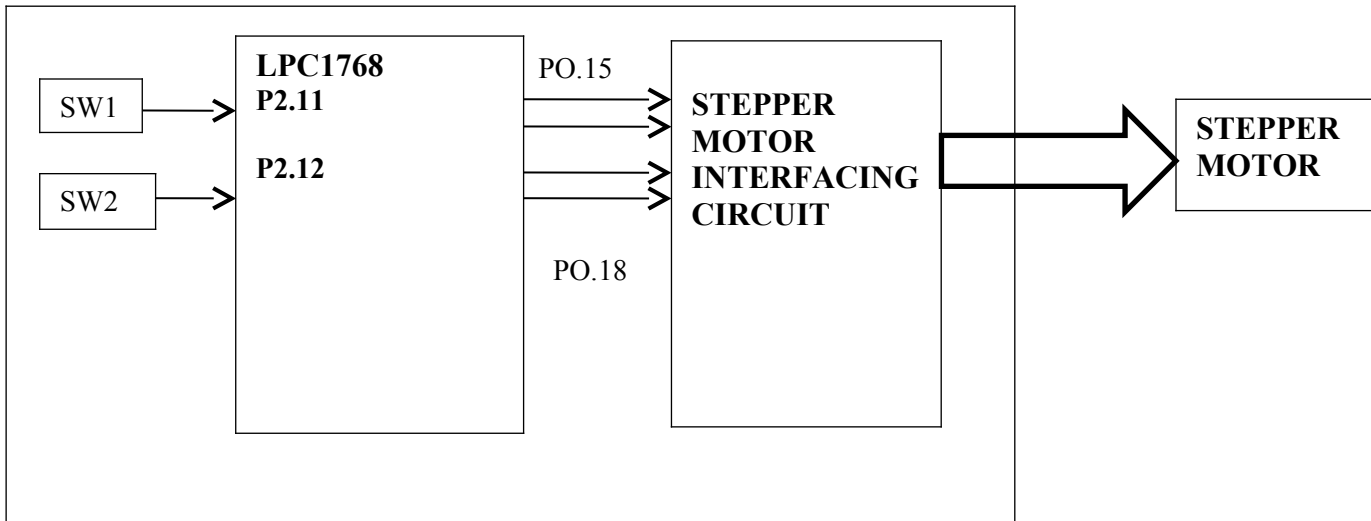 SW1
SW2
LPC1768
P2.11
P2.12
PO.15
PO.18
STEPPER
MOTOR
INTERFACING
CIRCUIT
STEPPER
MOTOR